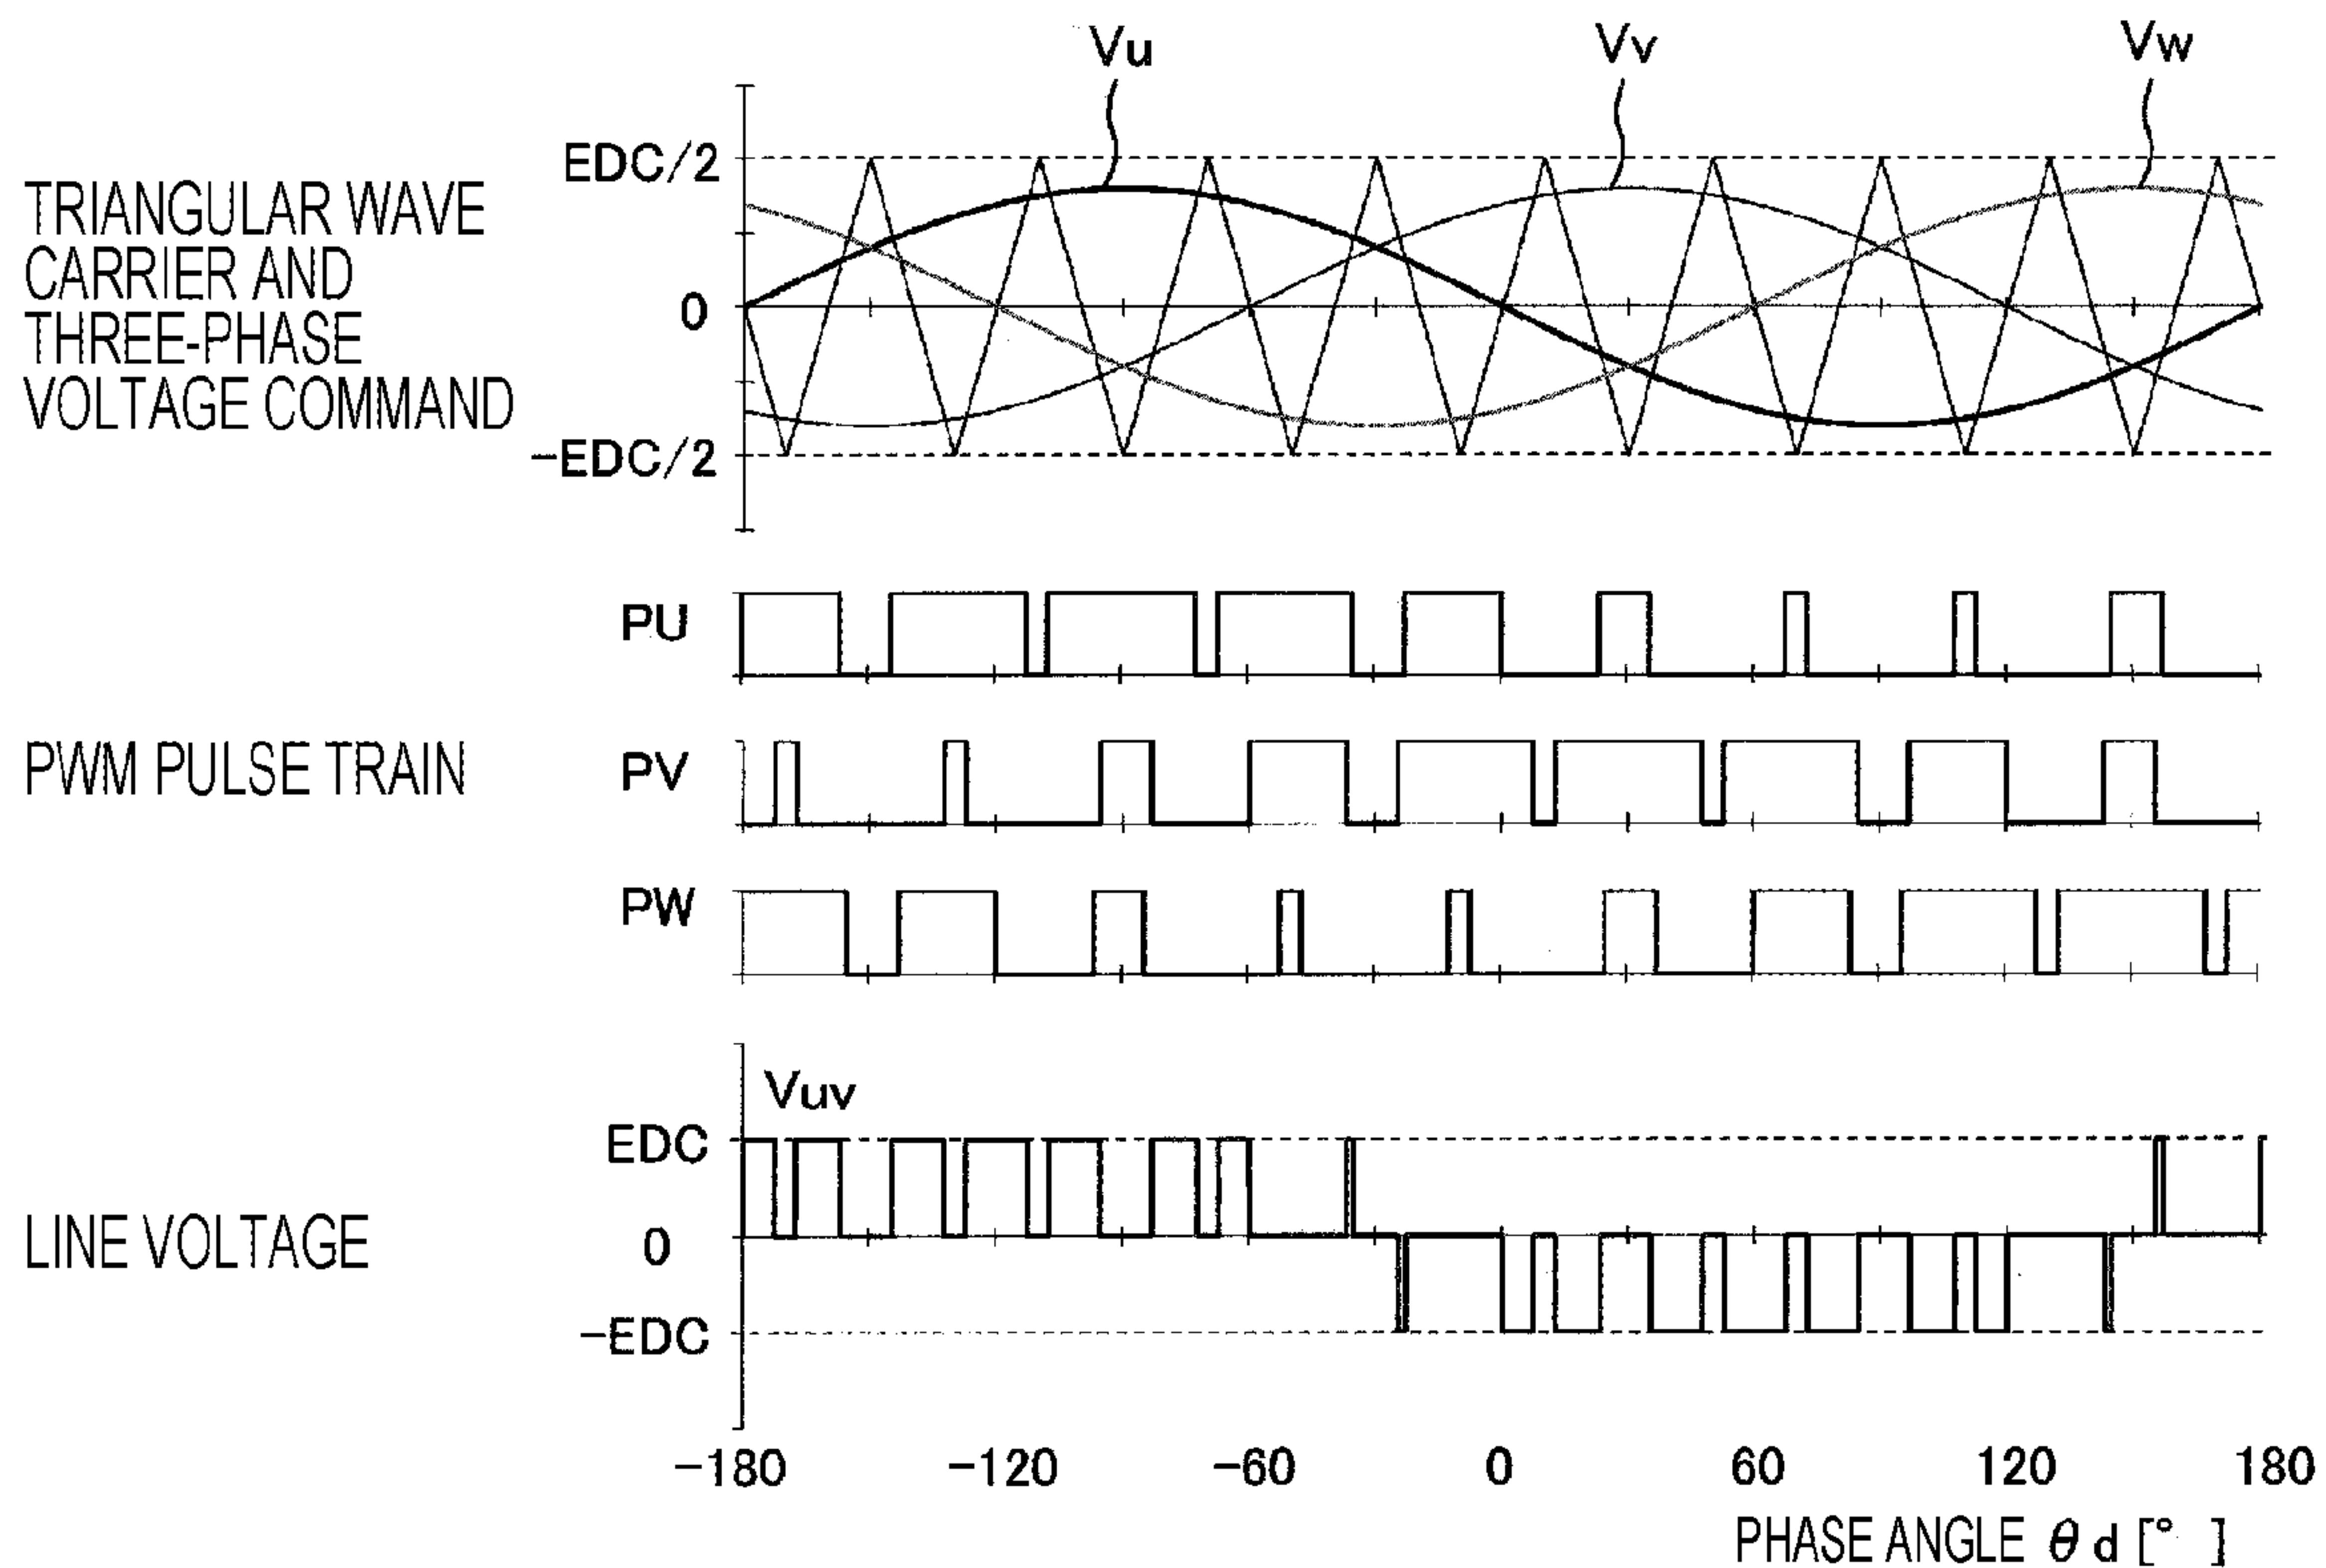 Vu Vv Vw
EDC/2
TRIANGULAR WAVE
CARRIER AND
THREE-PHASE
VOLTAGE COMMAND
0
-EDC/2
PU
PWM PULSE TRAIN
PV
PW
Vuv
EDC
LINE VOLTAGE
0
-EDC
-180 -120 -60 0 60 120 180
PHASE ANGLE θ d [° ]